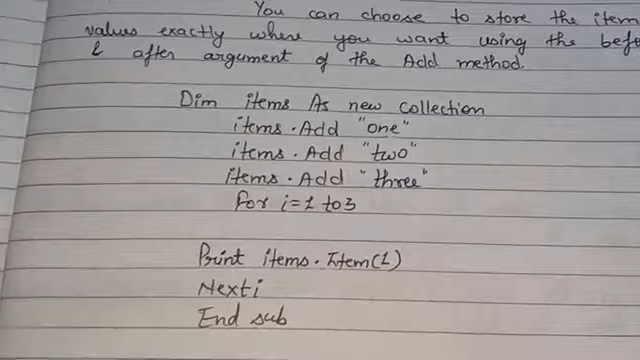 You can choose to store the item
values exactly where you want using the befo
& after argument of the Add method.
Dim items As new collection
items.Add "one"
items.Add "two"
items.Add "three"
For i=1 to 3
Print items.Item(1)
Next i
End sub